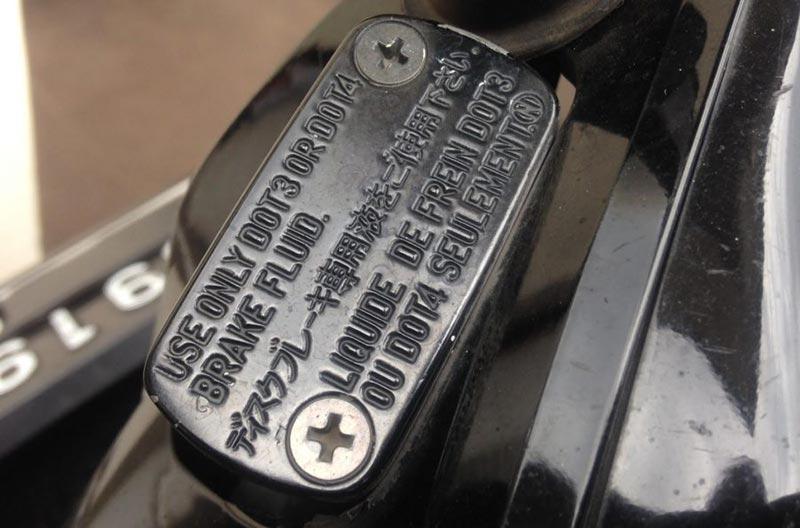 USE ONLY DOT3 OR DOT4
BRAKE FLUID.
ディスクブレーキ専用液をご使用下さい
LIQUIDE DE FREIN DOT3
OU DOT4 SEULEMENT.